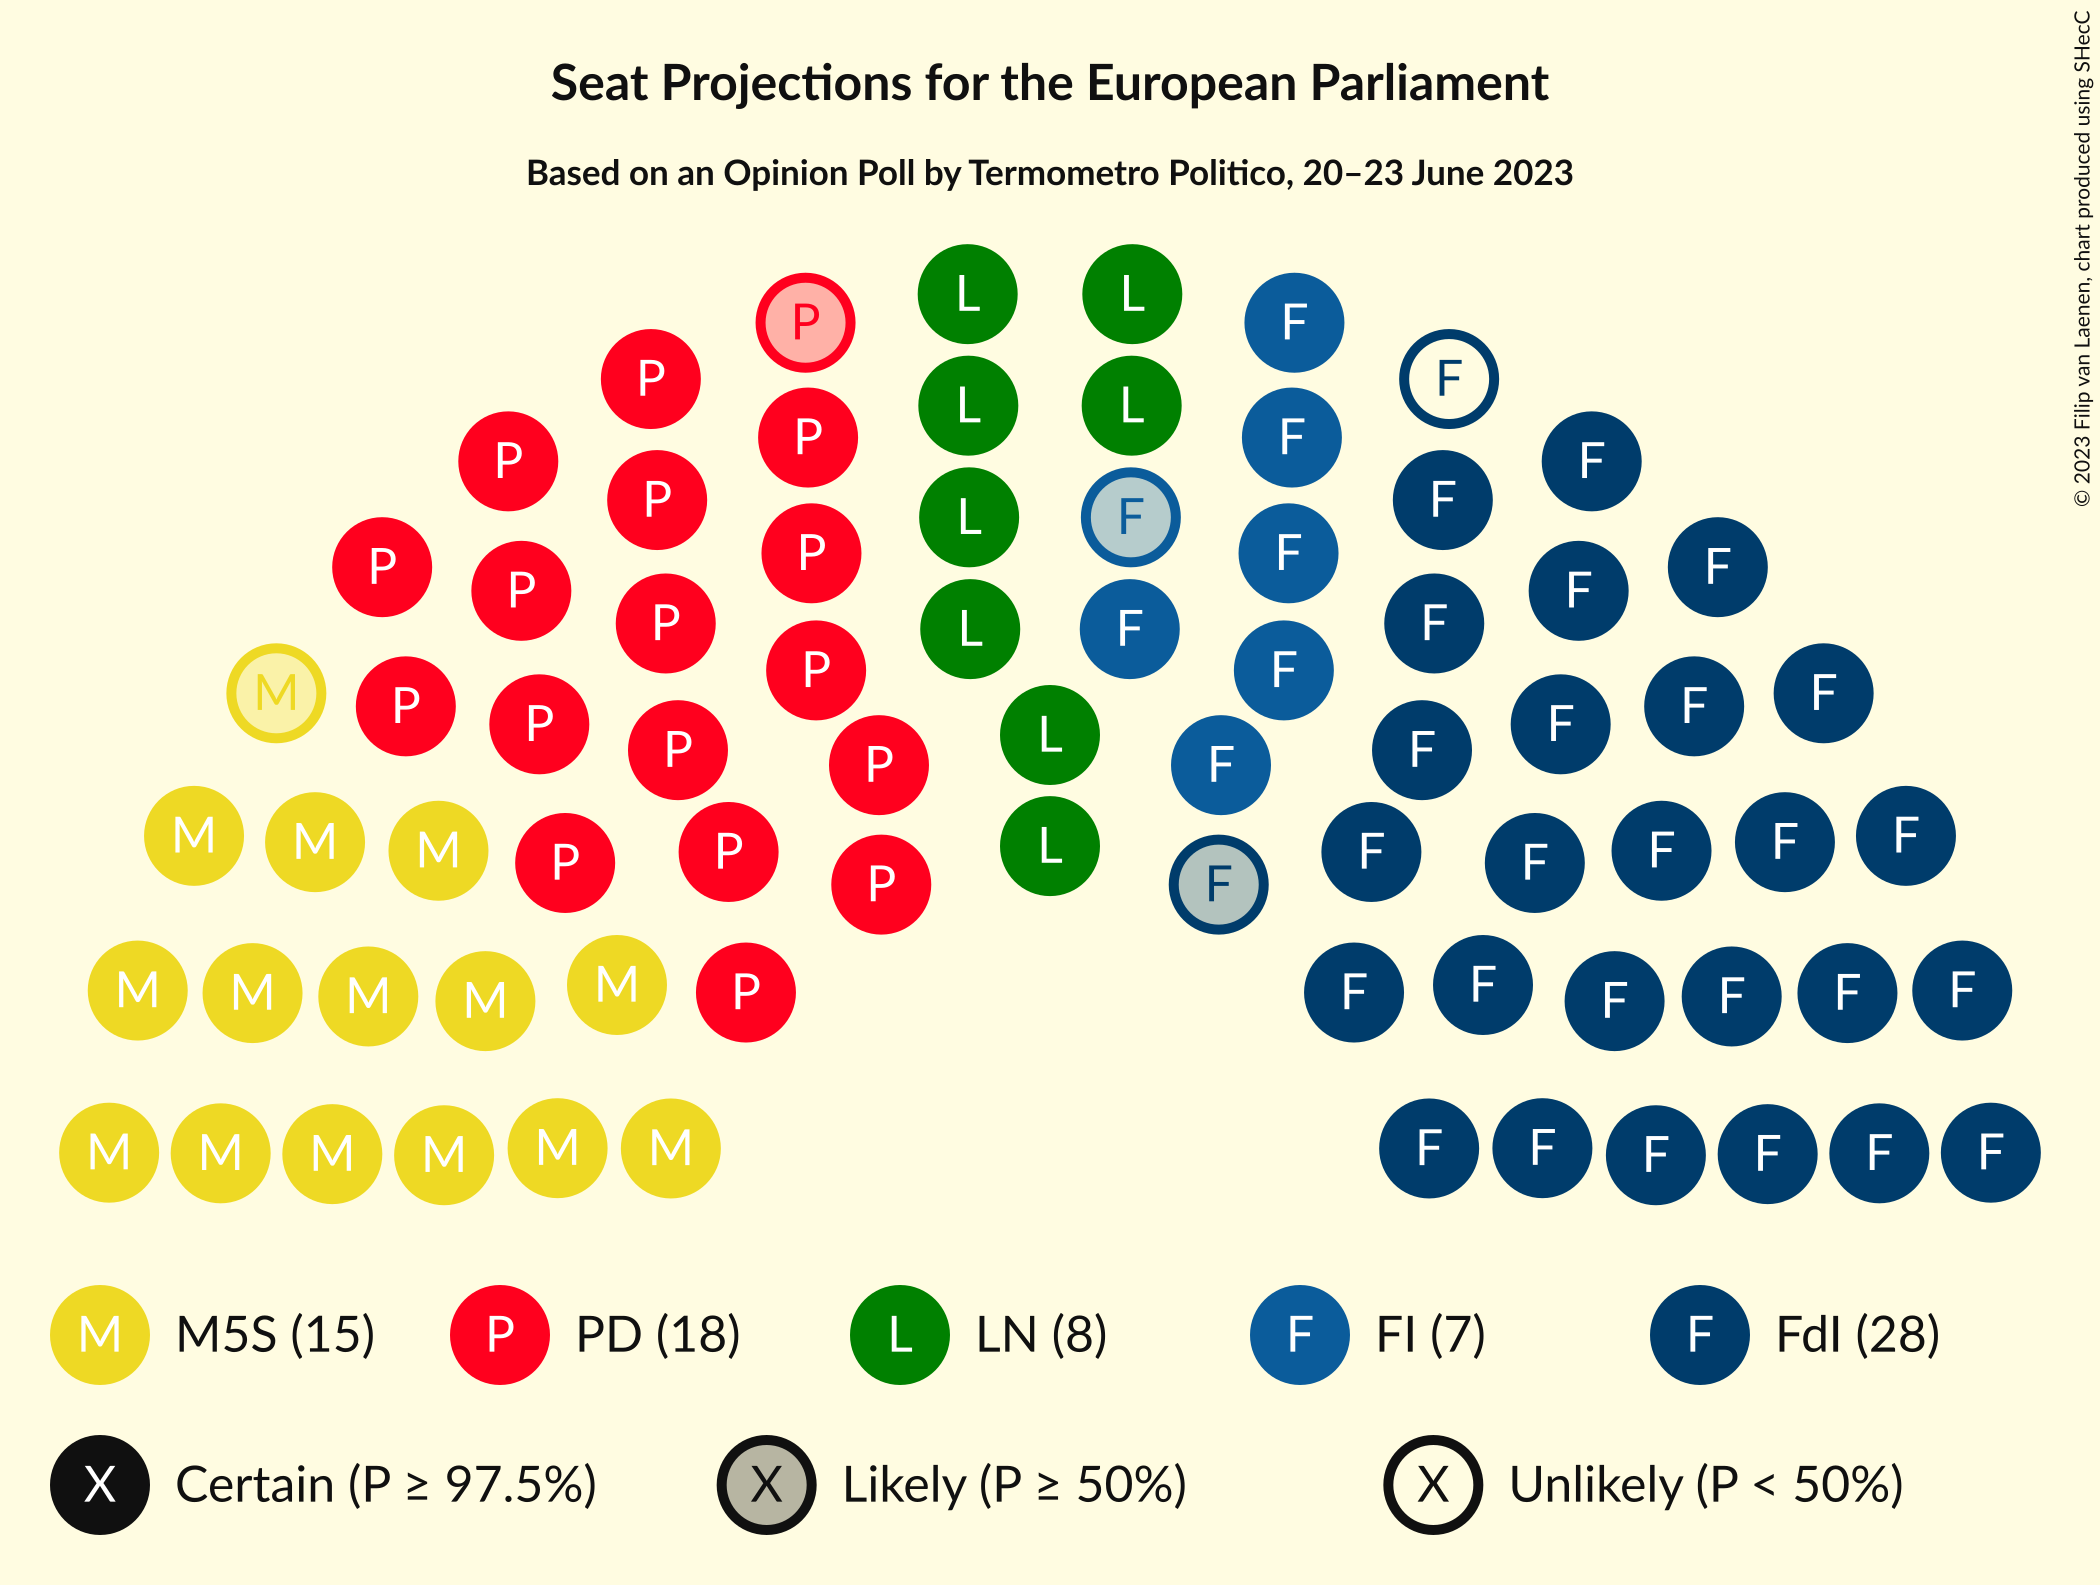 Seat Projections for the European Parliament
Based on an Opinion Poll by Termometro Politico, 20–23 June 2023
© 2023 Filip van Laenen, chart produced using SHecC
L L
P F
P F
L L
P F
P F
P F
L F
P F
P F
P F
P F
L F
P F
P F
M F
P F
P F
L
P F
P F
M F
M F
L
M F
P F
P F
P F
M F
M F
M F
M F
M F
P F
M F
M F
M F
M F
M F
M F
M F
M M5S (15) P PD (18) L LN (8) F FI (7) F FdI (28)
X Certain (P ≥ 97.5%) X Likely (P ≥ 50%) X Unlikely (P < 50%)